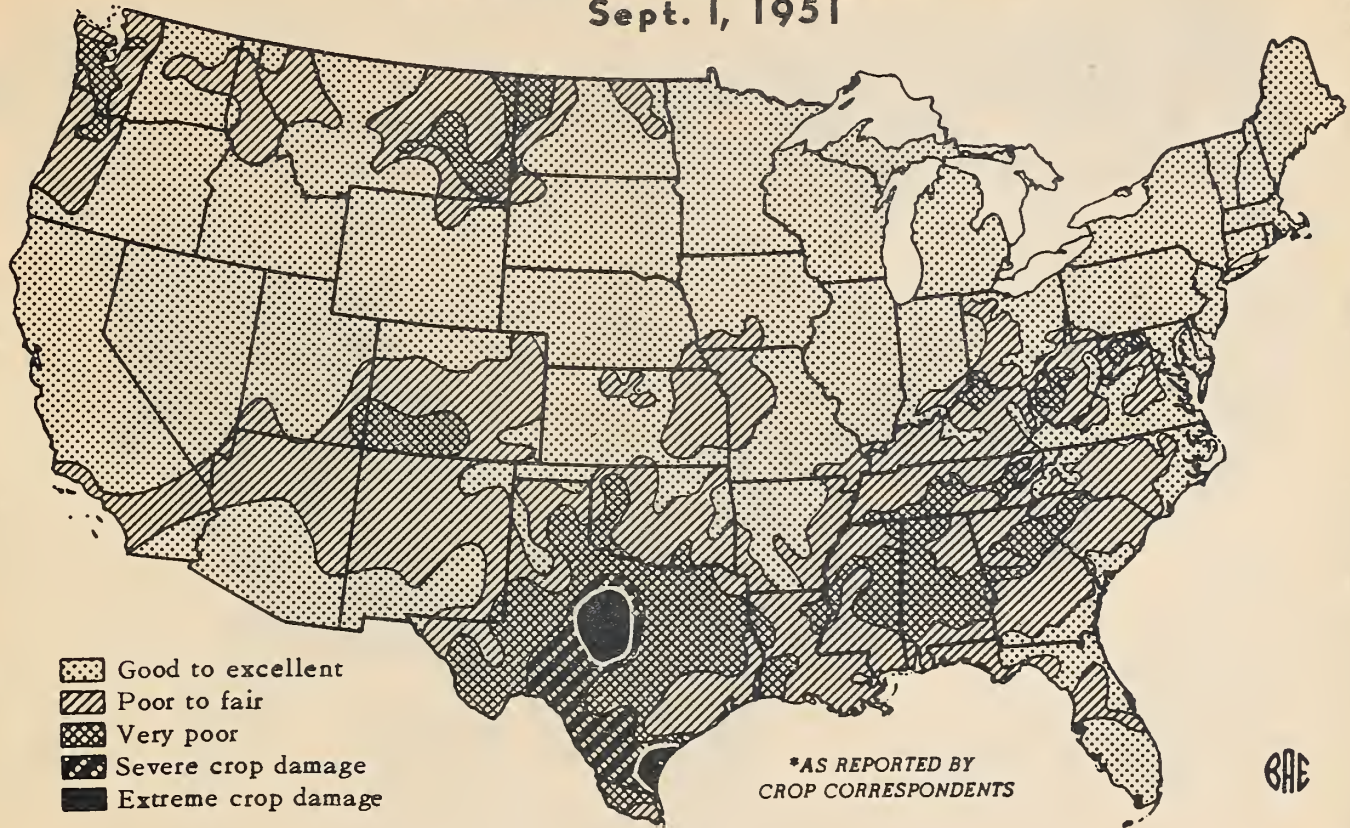 Sept. 1, 1951
Good to excellent
Poor to fair
Very poor
Severe crop damage
Extreme crop damage
*AS REPORTED BY
CROP CORRESPONDENTS
BAE